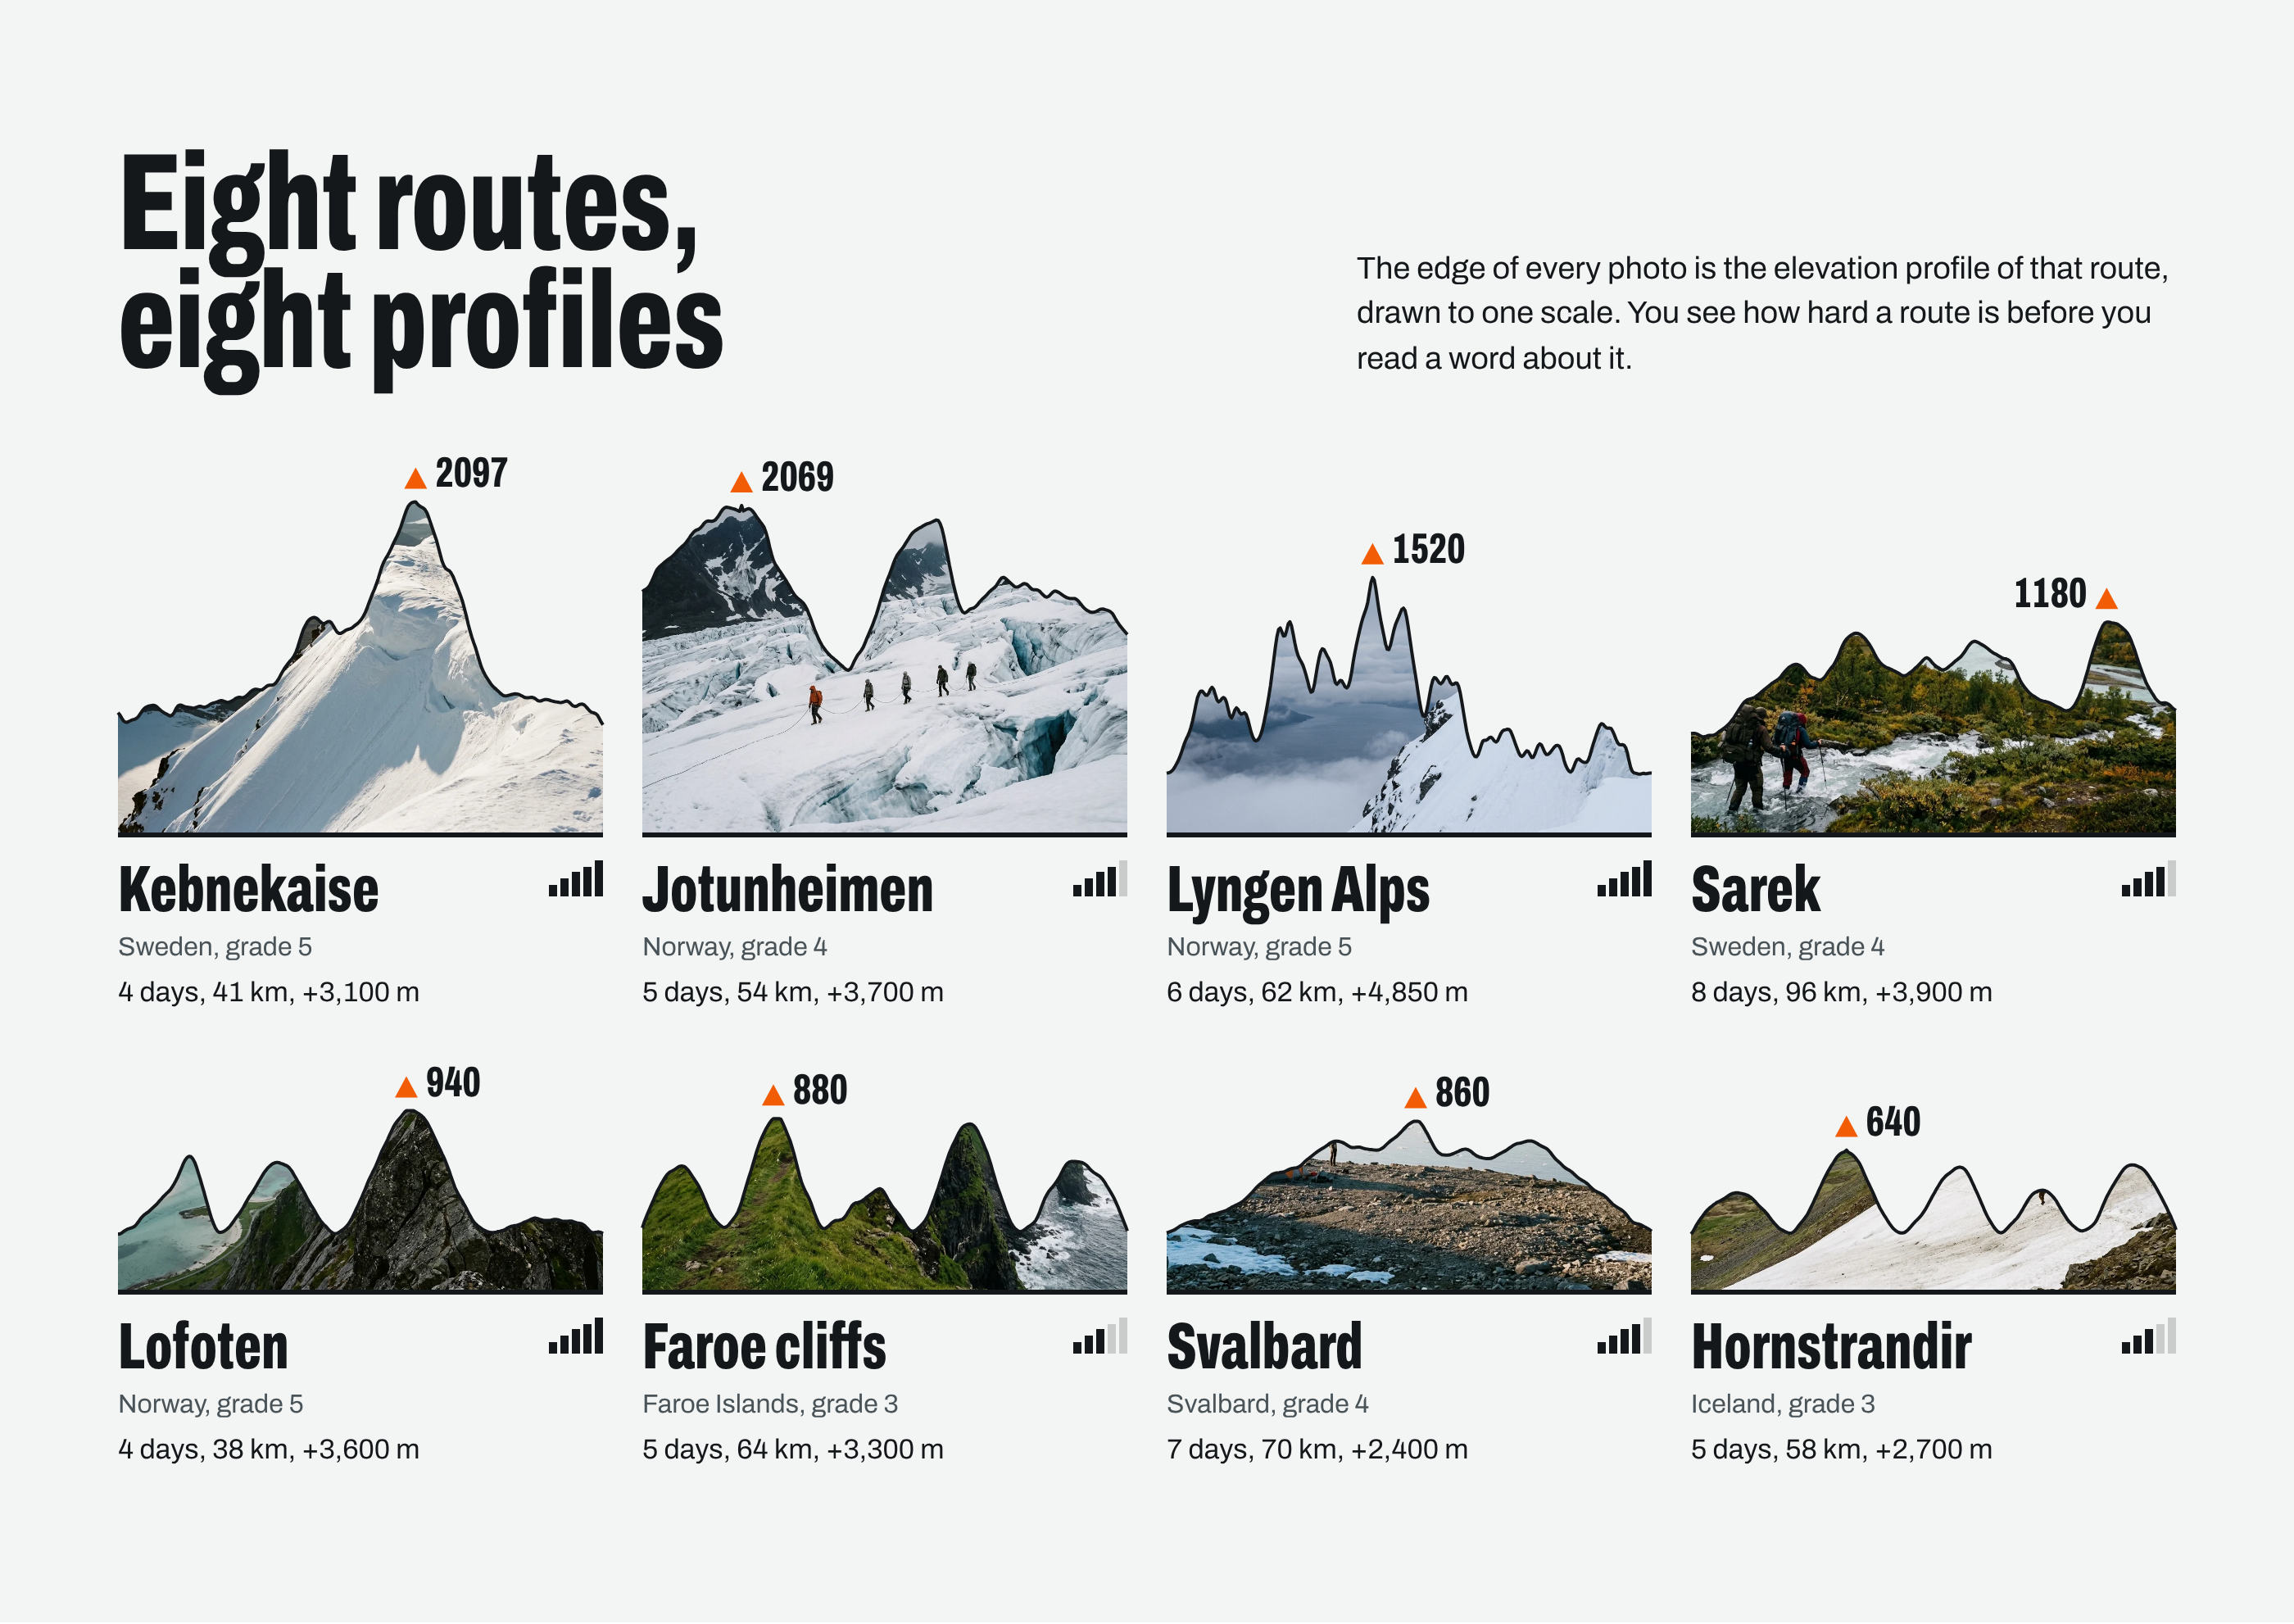 Eight routes,
eight profiles
The edge of every photo is the elevation profile of that route,
drawn to one scale. You see how hard a route is before you
read a word about it.
2097
2069
1520
1180
Kebnekaise
Sweden, grade 5
4 days, 41 km, +3,100 m
Jotunheimen
Norway, grade 4
5 days, 54 km, +3,700 m
Lyngen Alps
Norway, grade 5
6 days, 62 km, +4,850 m
Sarek
Sweden, grade 4
8 days, 96 km, +3,900 m
940
880
860
640
Lofoten
Norway, grade 5
4 days, 38 km, +3,600 m
Faroe cliffs
Faroe Islands, grade 3
5 days, 64 km, +3,300 m
Svalbard
Svalbard, grade 4
7 days, 70 km, +2,400 m
Hornstrandir
Iceland, grade 3
5 days, 58 km, +2,700 m